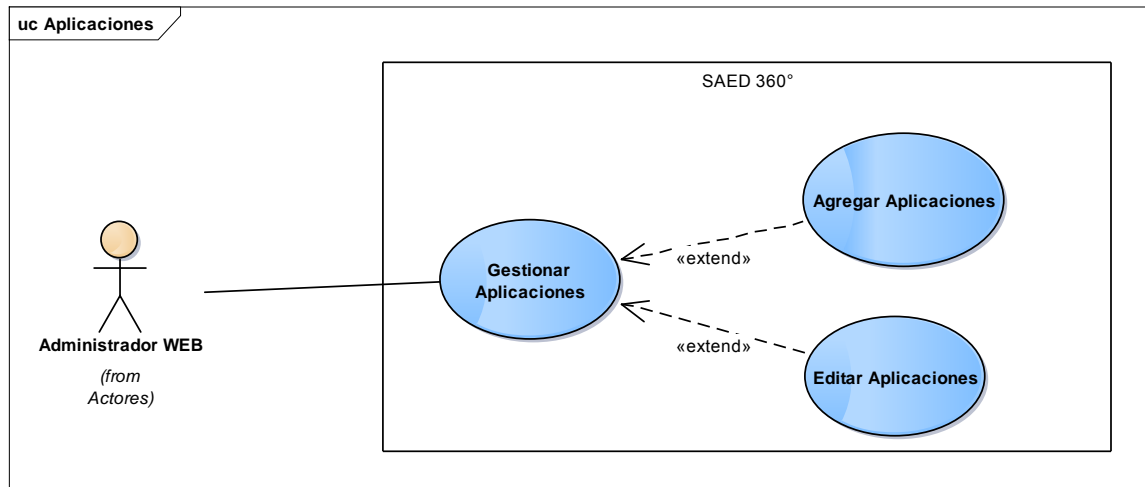 uc Aplicaciones
SAED 360°
Agregar Aplicaciones
«extend»
Gestionar
Aplicaciones
«extend»
Editar Aplicaciones
Administrador WEB
(from
Actores)